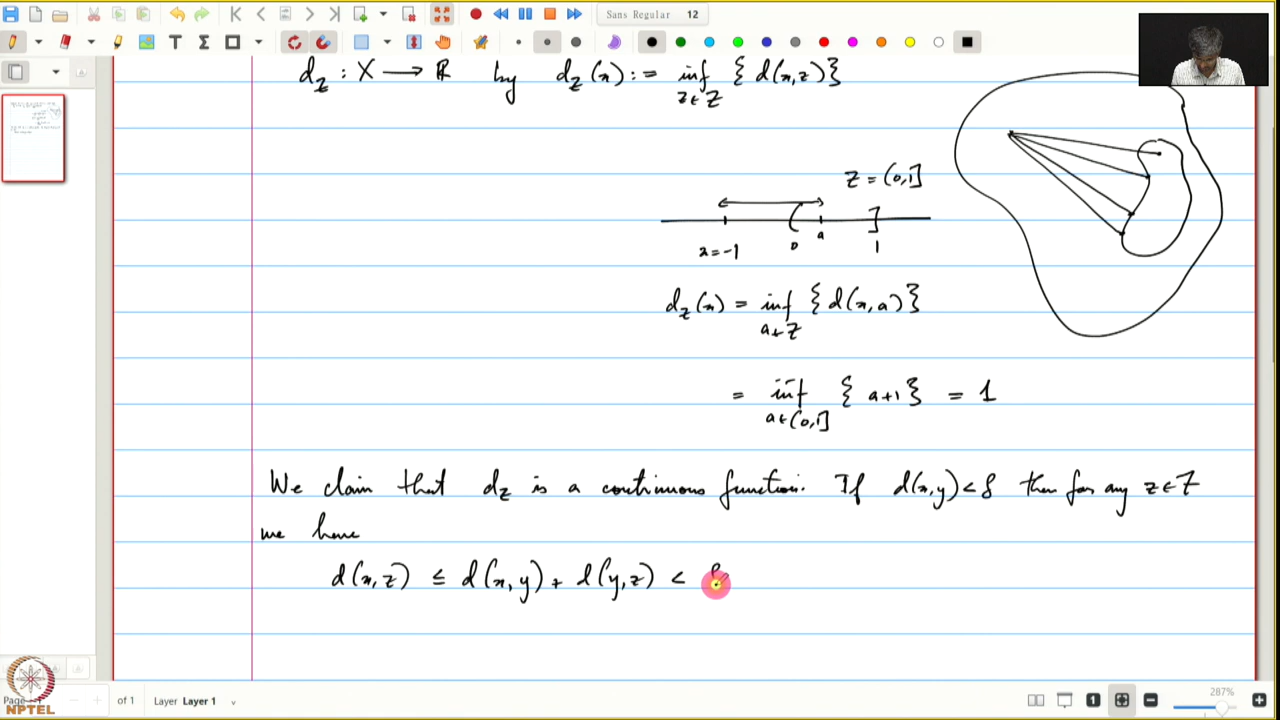 Sans Regular 12
d_Z : X → ℝ by d_Z(x) := inf_{z∈Z} {d(x,z)}
Z = (0,1]
x=-1 0 a 1
d_Z(x) = inf_{a∈Z} {d(x,a)}
= inf_{a∈(0,1]} {a+1} = 1
We claim that d_Z is a continuous function. If d(x,y)<δ then for any z∈Z
we have
d(x,z) ≤ d(x,y) + d(y,z) <
287%
Page of 1 Layer Layer 1
NPTEL